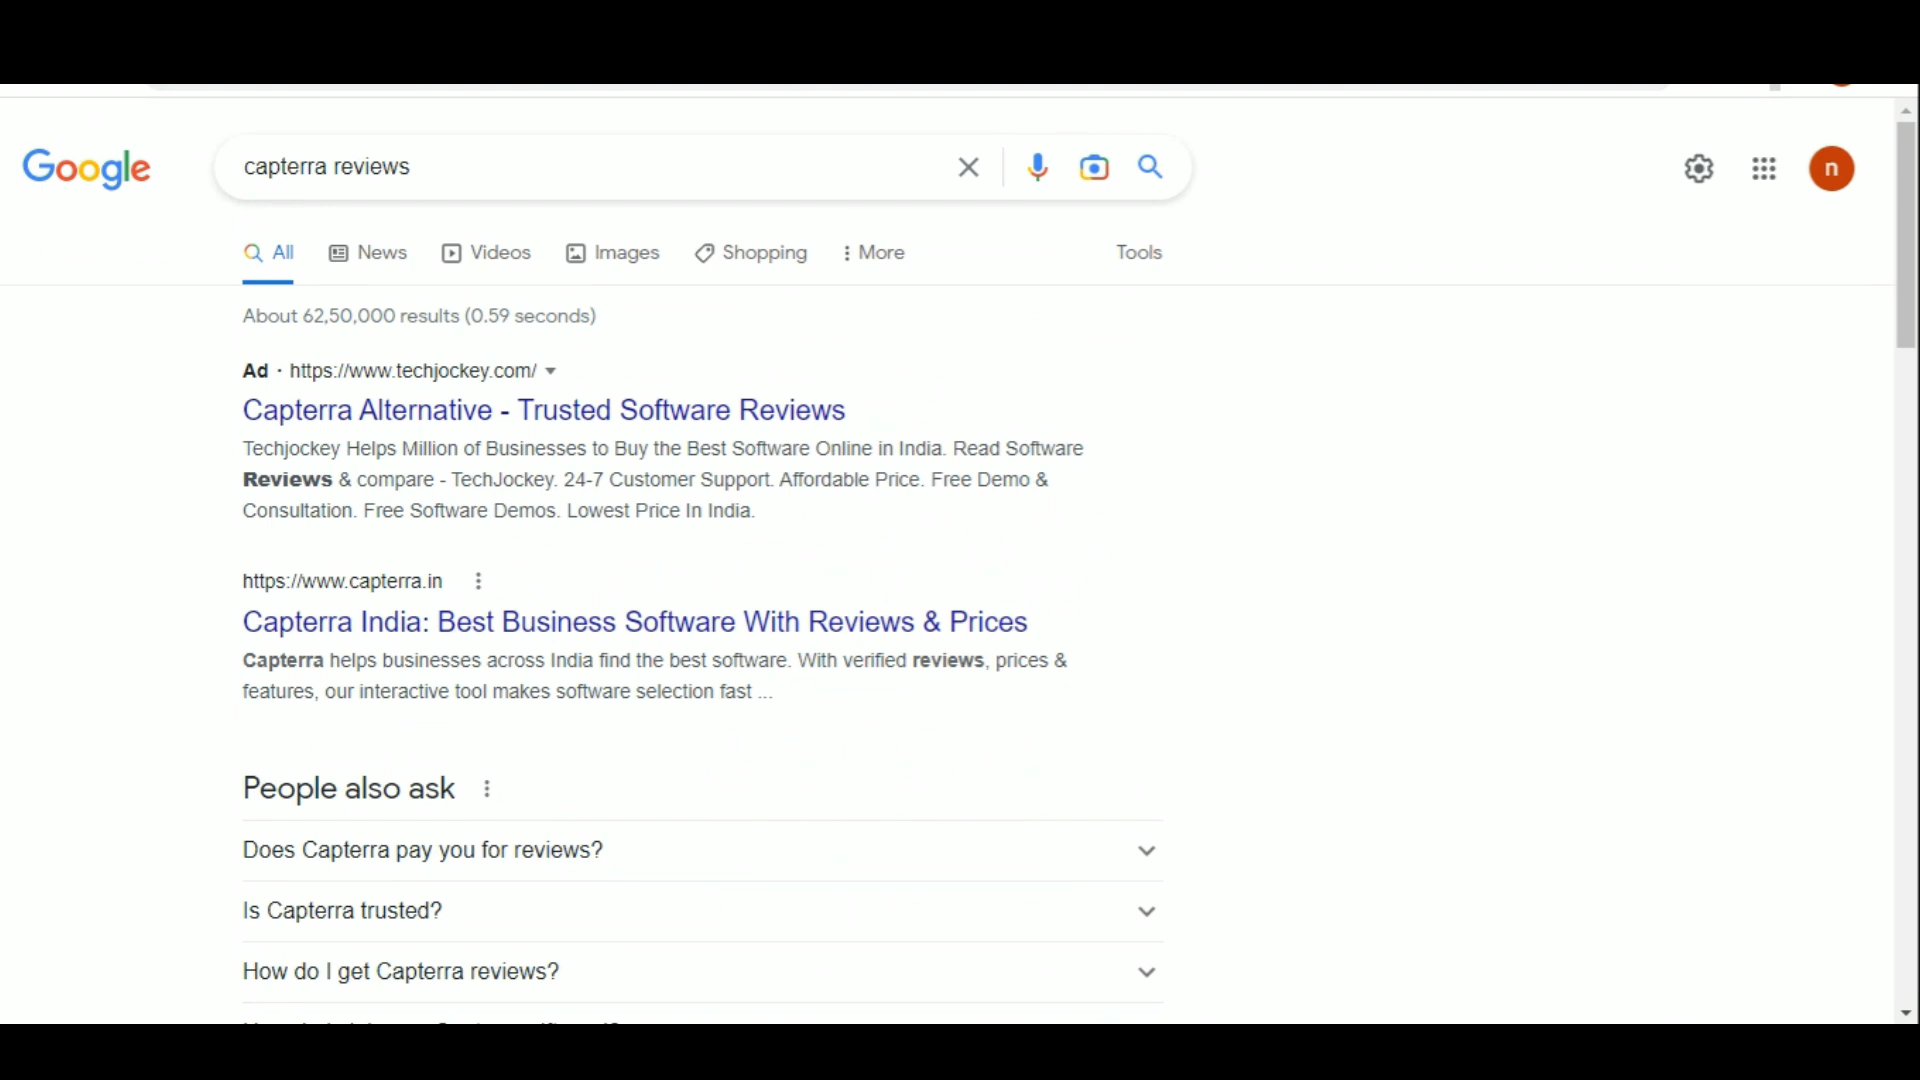 Google
capterra reviews
n
All News Videos Images Shopping More Tools
About 62,50,000 results (0.59 seconds)
Ad · https://www.techjockey.com/
Capterra Alternative - Trusted Software Reviews
Techjockey Helps Million of Businesses to Buy the Best Software Online in India. Read Software
Reviews & compare - TechJockey. 24-7 Customer Support. Affordable Price. Free Demo &
Consultation. Free Software Demos. Lowest Price In India.
https://www.capterra.in
Capterra India: Best Business Software With Reviews & Prices
Capterra helps businesses across India find the best software. With verified reviews, prices &
features, our interactive tool makes software selection fast ...
People also ask
Does Capterra pay you for reviews?
Is Capterra trusted?
How do I get Capterra reviews?